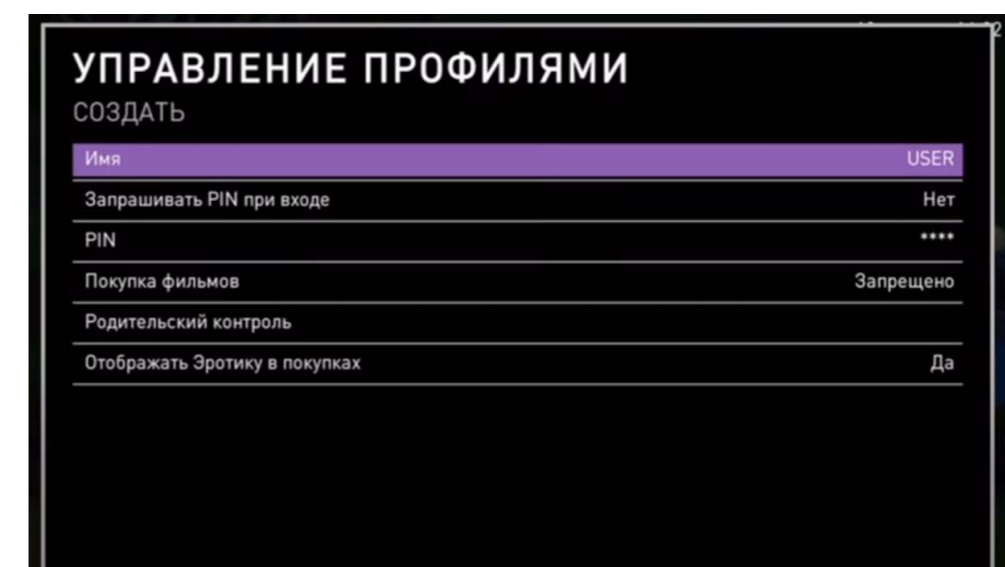 УПРАВЛЕНИЕ ПРОФИЛЯМИ
СОЗДАТЬ
Имя USER
Запрашивать PIN при входе Нет
PIN ****
Покупка фильмов Запрещено
Родительский контроль
Отображать Эротику в покупках Да